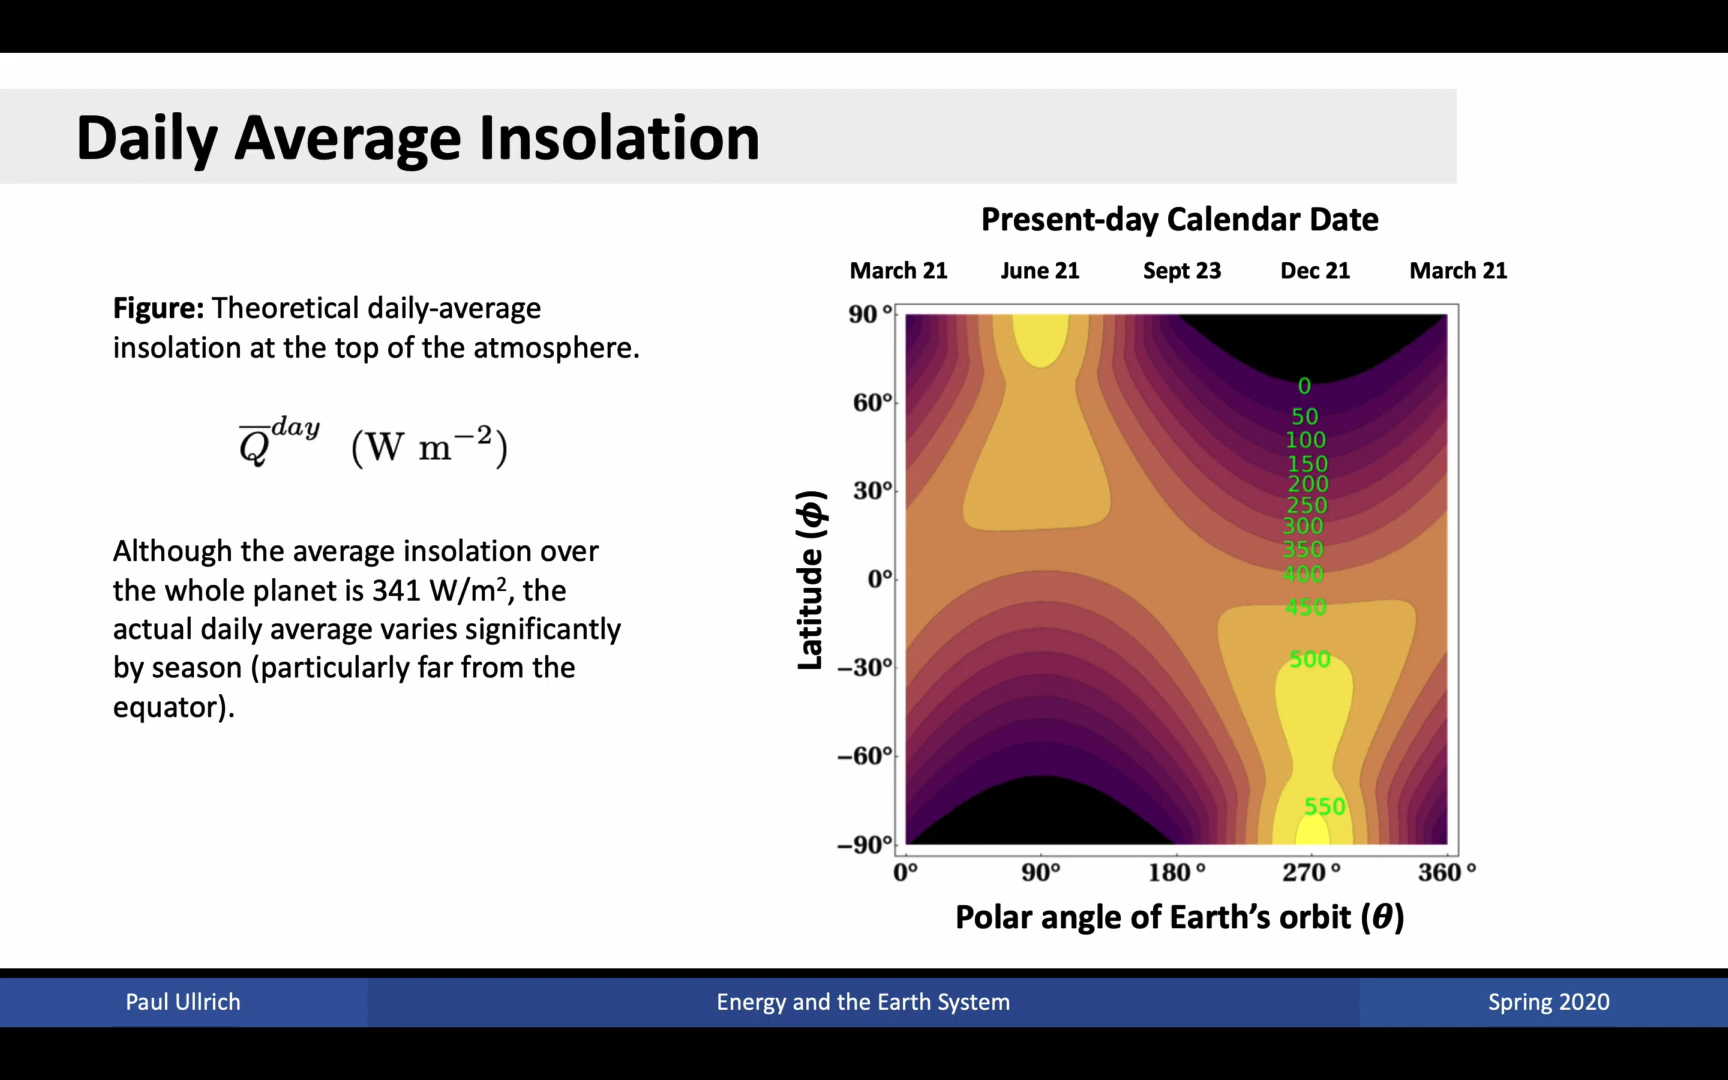 Daily Average Insolation
Figure: Theoretical daily-average
insolation at the top of the atmosphere.
Q̅ᵈᵃʸ (W m⁻²)
Although the average insolation over
the whole planet is 341 W/m², the
actual daily average varies significantly
by season (particularly far from the
equator).
Present-day Calendar Date
March 21 June 21 Sept 23 Dec 21 March 21
Latitude (ϕ)
90°
60°
30°
0°
−30°
−60°
−90°
0
50
100
150
200
250
300
350
400
450
500
550
0° 90° 180° 270° 360°
Polar angle of Earth’s orbit (θ)
Paul Ullrich
Energy and the Earth System
Spring 2020